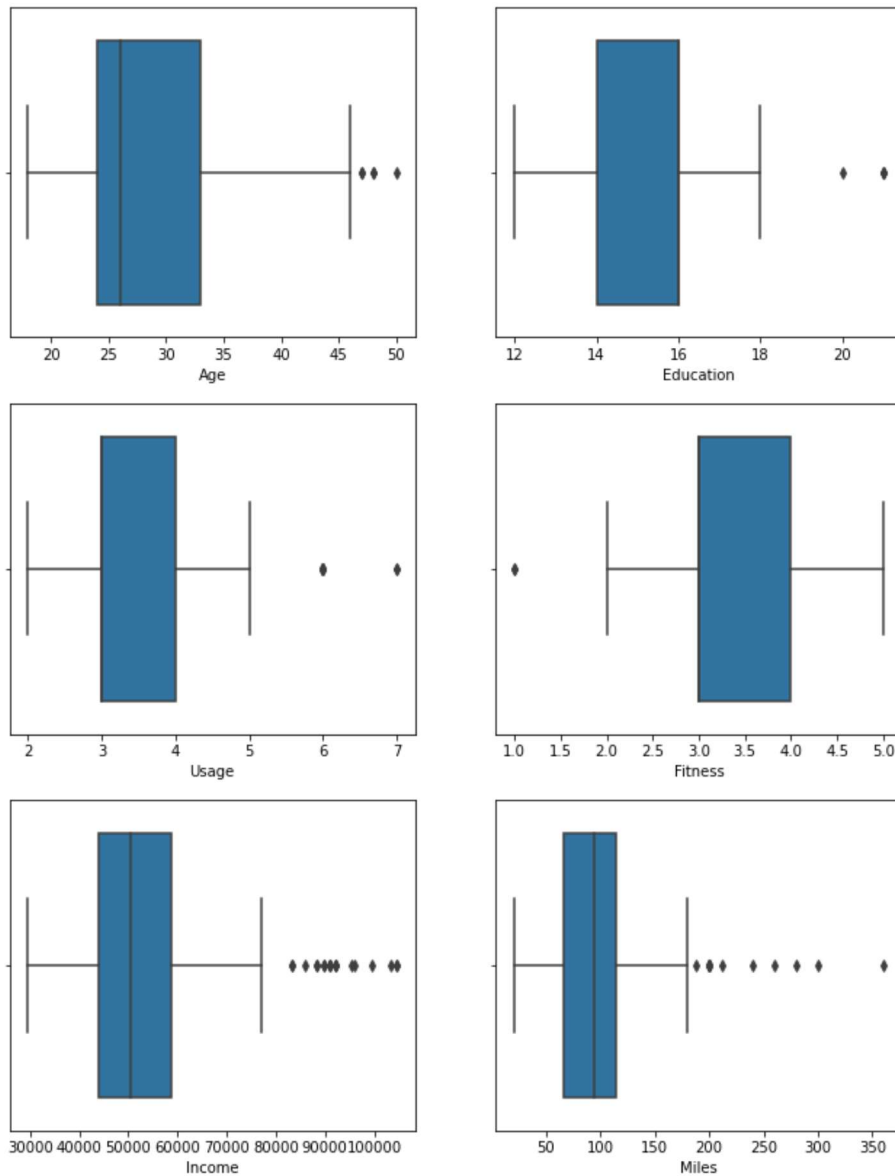 20 25 30 35 40 45 50
Age
12 14 16 18 20
Education
2 3 4 5 6 7
Usage
1.0 1.5 2.0 2.5 3.0 3.5 4.0 4.5 5.0
Fitness
30000 40000 50000 60000 70000 80000 90000 100000
Income
50 100 150 200 250 300 350
Miles